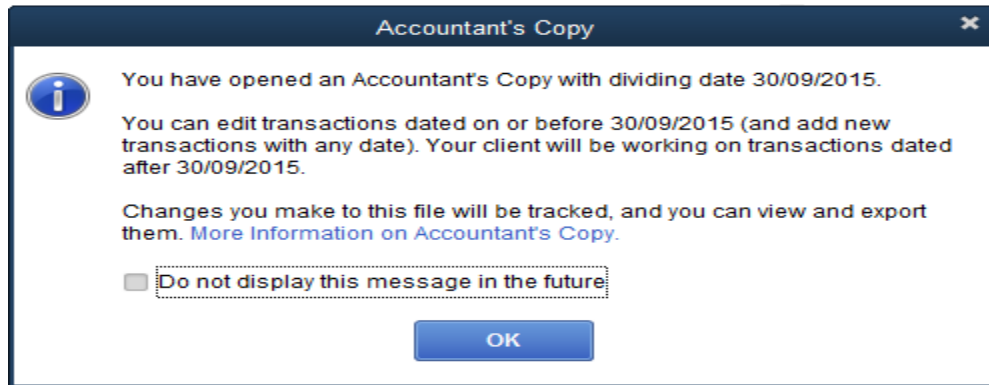 Accountant's Copy
You have opened an Accountant's Copy with dividing date 30/09/2015.
You can edit transactions dated on or before 30/09/2015 (and add new
transactions with any date). Your client will be working on transactions dated
after 30/09/2015.
Changes you make to this file will be tracked, and you can view and export
them. More Information on Accountant's Copy.
Do not display this message in the future
OK